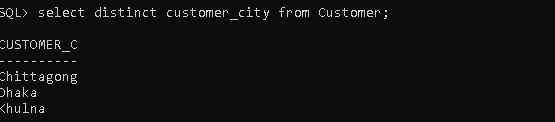 SQL> select distinct customer_city from Customer;
CUSTOMER_C
----------
Chittagong
Dhaka
Khulna